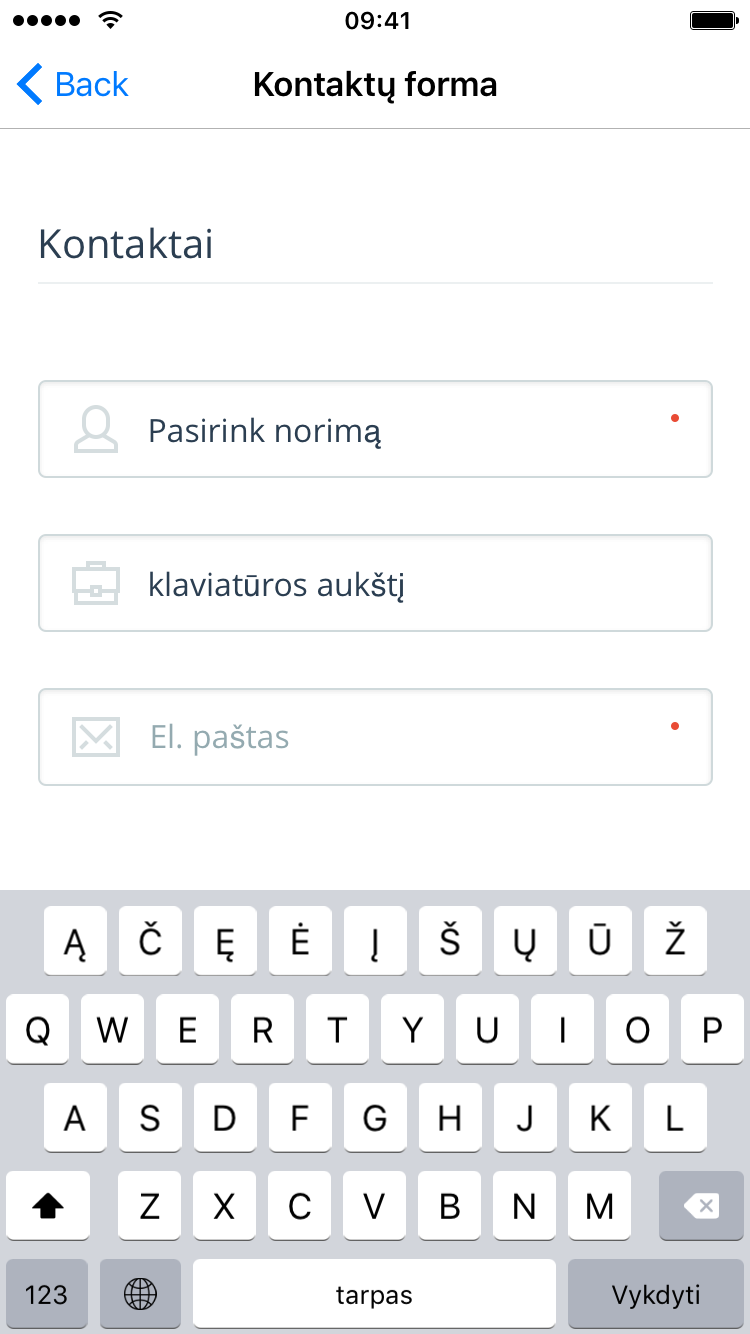 09:41
Back Kontaktų forma
Kontaktai
Pasirink norimą
klaviatūros aukštį
El. paštas
Ą Č Ę Ė Į Š Ų Ū Ž
Q W E R T Y U I O P
A S D F G H J K L
Z X C V B N M
123 tarpas Vykdyti